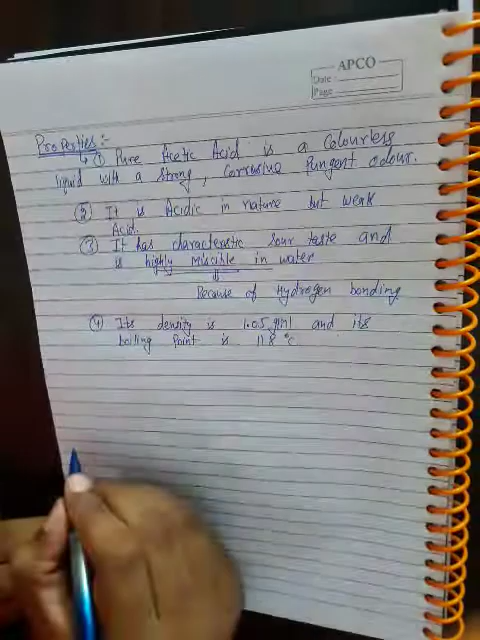 APCO
Date :
Page :
Properties :-
↳ ① Pure Acetic Acid is a Colourless
liquid with a strong, corrosive Pungent odour.
② It is Acidic in nature but weak
Acid.
③ It has characteastic Sour taste and
is highly miscible in water
⇓
Because of Hydrogen bonding
④ Its density is 1.05 g/ml and its
boiling Point is 118 °C